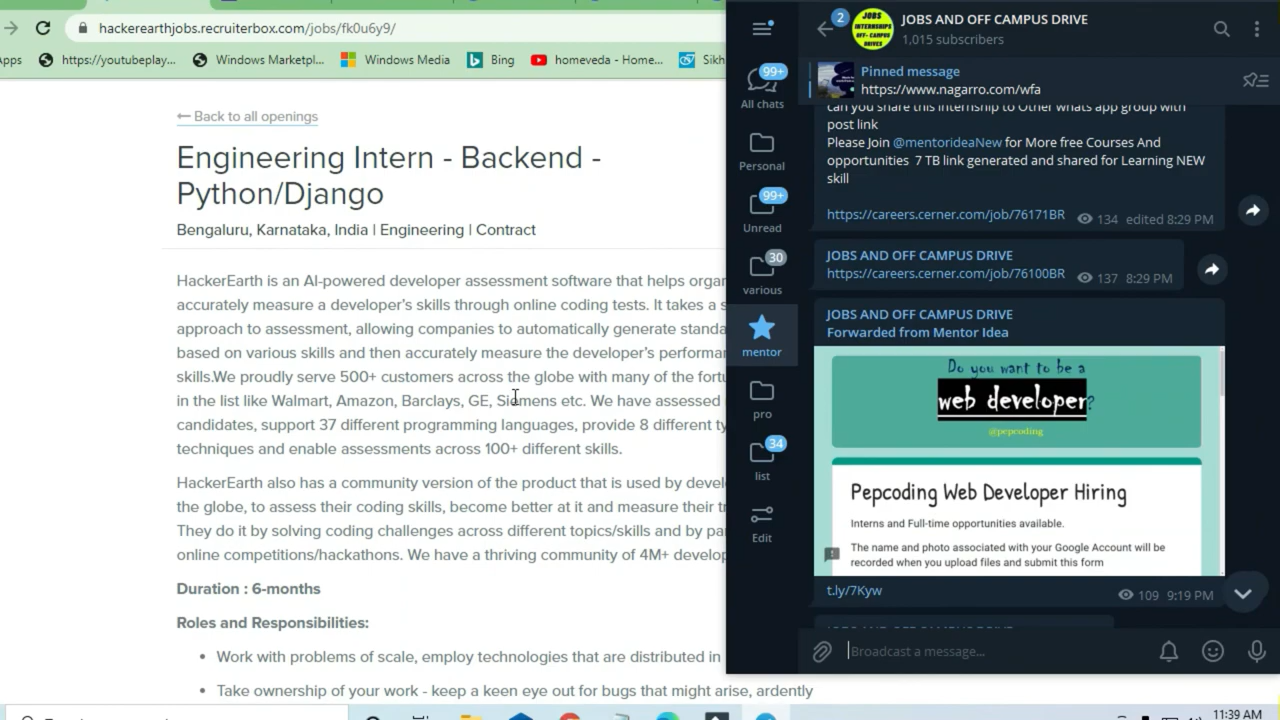 hackerearthjobs.recruiterbox.com/jobs/fk0u6y9/
https://youtubeplay... Windows Marketpl... Windows Media Bing homeveda - Home... Sikh
← Back to all openings
Engineering Intern - Backend -
Python/Django
Bengaluru, Karnataka, India | Engineering | Contract
HackerEarth is an AI-powered developer assessment software that helps organ
accurately measure a developer's skills through online coding tests. It takes a s
approach to assessment, allowing companies to automatically generate standa
based on various skills and then accurately measure the developer's performa
skills.We proudly serve 500+ customers across the globe with many of the fortu
in the list like Walmart, Amazon, Barclays, GE, Siemens etc. We have assessed
candidates, support 37 different programming languages, provide 8 different ty
techniques and enable assessments across 100+ different skills.
HackerEarth also has a community version of the product that is used by devel
the globe, to assess their coding skills, become better at it and measure their tr
They do it by solving coding challenges across different topics/skills and by pa
online competitions/hackathons. We have a thriving community of 4M+ develop
Duration : 6-months
Roles and Responsibilities:
• Work with problems of scale, employ technologies that are distributed in
• Take ownership of your work - keep a keen eye out for bugs that might arise, ardently
99+
All chats
Personal
99+
Unread
30
various
mentor
pro
34
list
Edit
2
JOBS
INTERNSHIPS
OFF- CAMPUS
DRIVES
JOBS AND OFF CAMPUS DRIVE
1,015 subscribers
Pinned message
https://www.nagarro.com/wfa
can you share this internship to Other whats app group with
post link
Please Join @mentorideaNew for More free Courses And
opportunities 7 TB link generated and shared for Learning NEW
skill
https://careers.cerner.com/job/76171BR 134 edited 8:29 PM
JOBS AND OFF CAMPUS DRIVE
https://careers.cerner.com/job/76100BR 137 8:29 PM
JOBS AND OFF CAMPUS DRIVE
Forwarded from Mentor Idea
Do you want to be a
web developer?
@pepcoding
Pepcoding Web Developer Hiring
Interns and Full-time opportunities available.
The name and photo associated with your Google Account will be
recorded when you upload files and submit this form
t.ly/7Kyw 109 9:19 PM
Broadcast a message...
11:39 AM